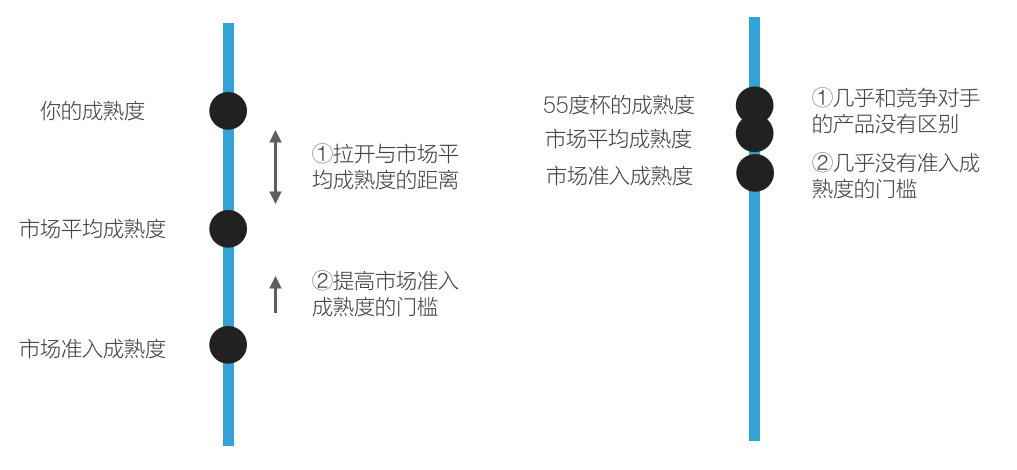 你的成熟度
①拉开与市场平
均成熟度的距离
市场平均成熟度
②提高市场准入
成熟度的门槛
市场准入成熟度
55度杯的成熟度
市场平均成熟度
市场准入成熟度
①几乎和竞争对手
的产品没有区别
②几乎没有准入成
熟度的门槛